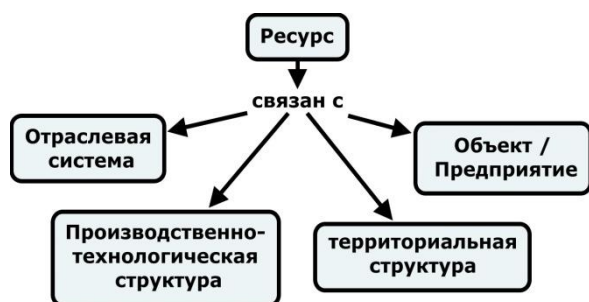 Ресурс
связан с
Отраслевая
система
Объект /
Предприятие
Производственно-
технологическая
структура
территориальная
структура